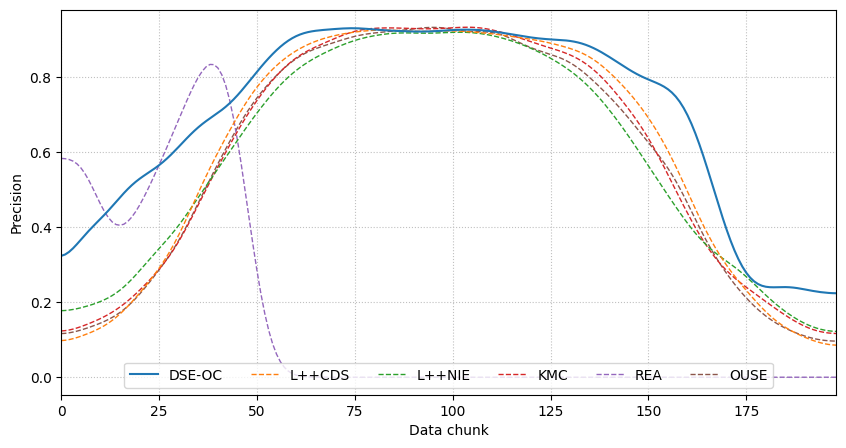 Precision
0.8
0.6
0.4
0.2
0.0
DSE-OC L++CDS L++NIE KMC REA OUSE
0 25 50 75 100 125 150 175
Data chunk